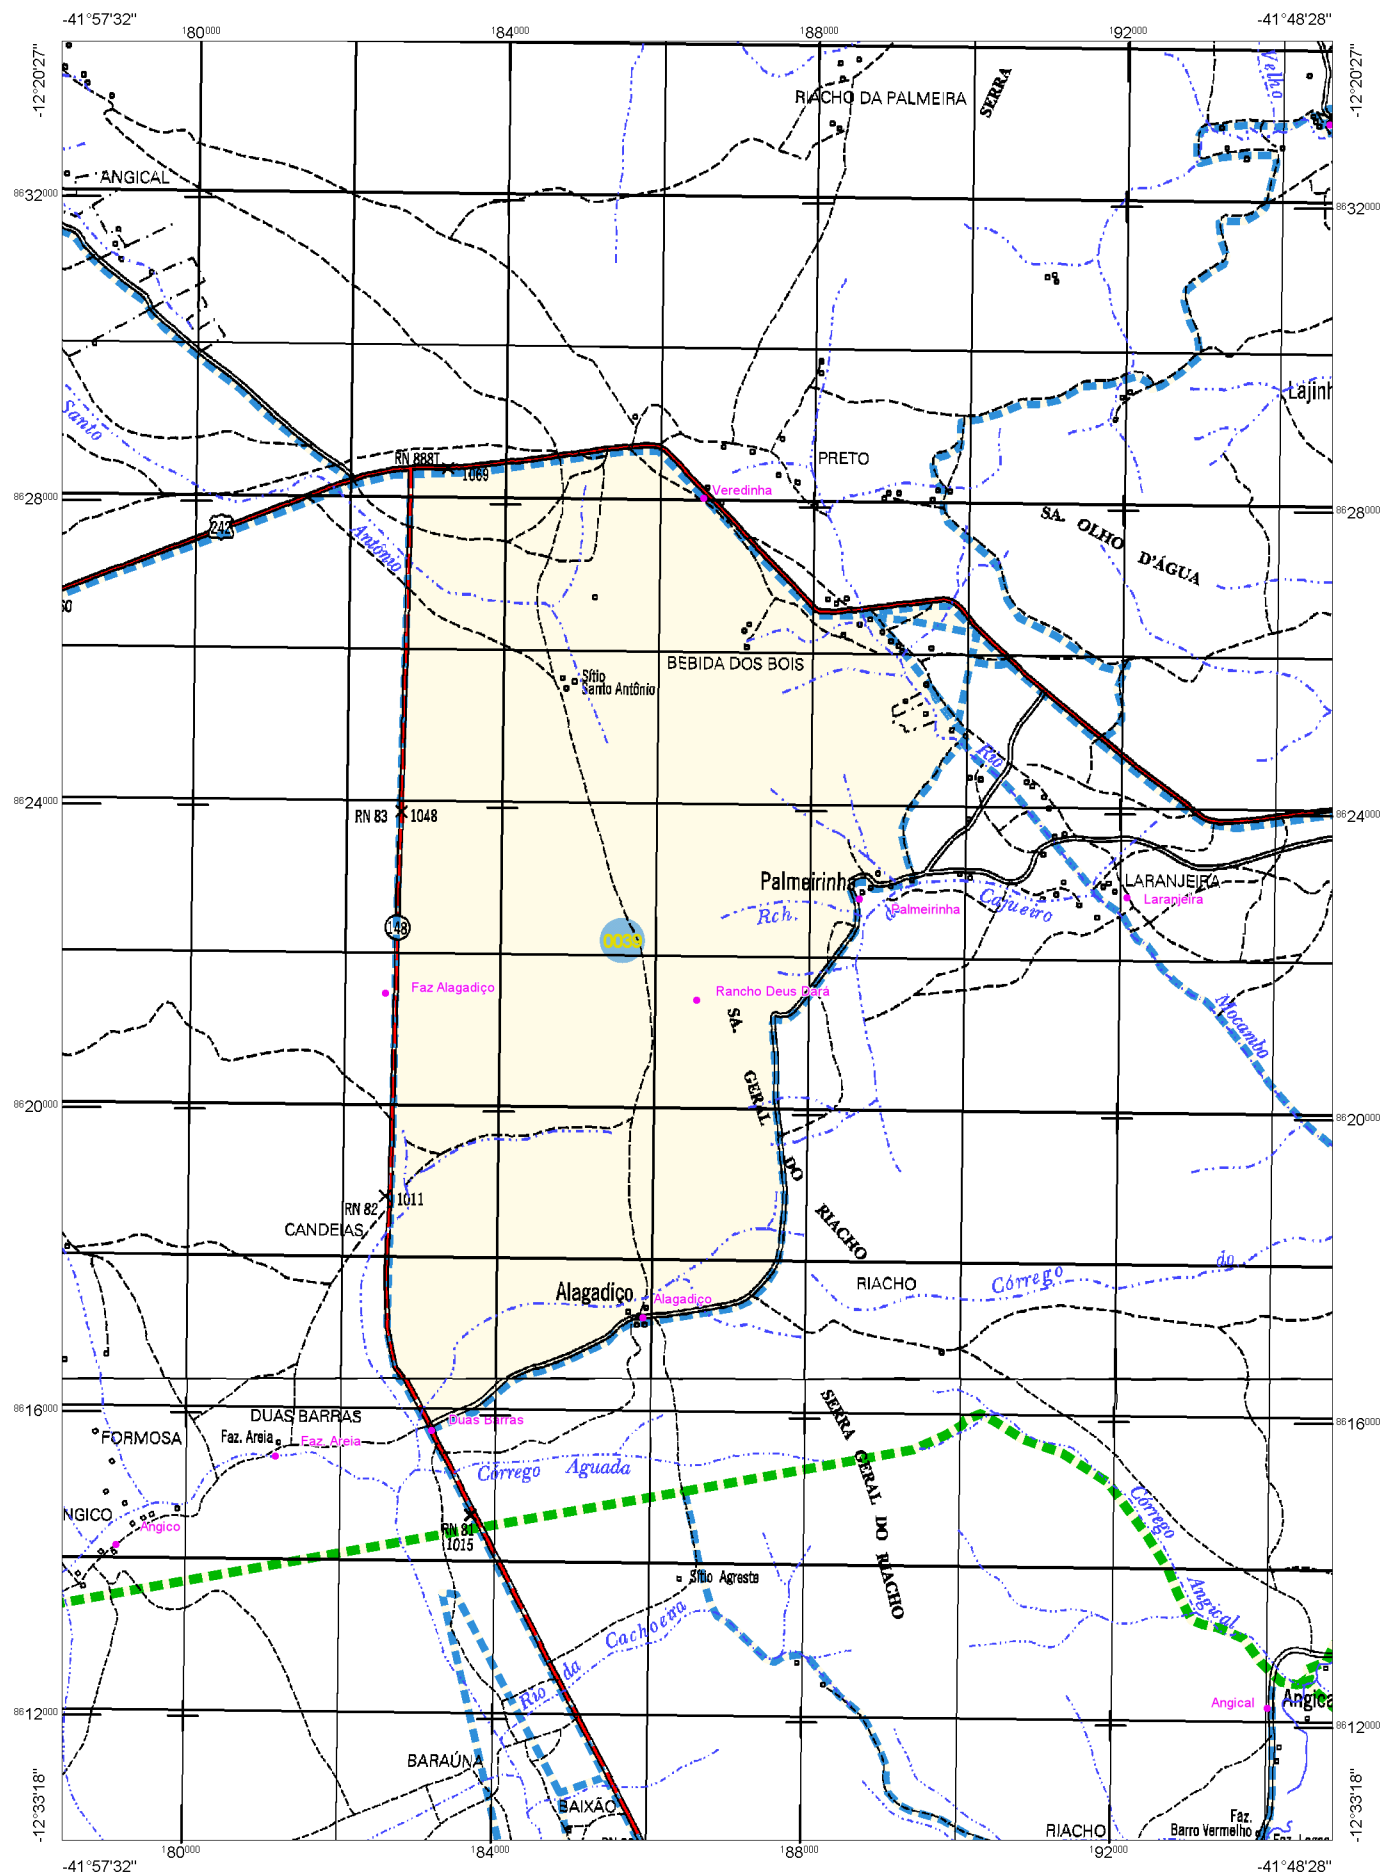 -41°57'32"
-41°48'28"
180000
184000
188000
192000
-12°20'27"
-12°20'27"
Velho
RIACHO DA PALMEIRA
SERRA
ANGICAL
8632000
8632000
Lajinh
Santo
RN 888T
1069
PRETO
Veredinha
8628000
8628000
242
Antônio
SA. OLHO D'ÁGUA
50
BEBIDA DOS BOIS
Sítio
Santo Antônio
Rio
8624000
8624000
RN 83
1048
Palmeirinha
LARANJEIRA
Laranjeira
Palmeirinha
Cajueiro
Rch.
d
148
0039
Faz Alagadiço
Rancho Deus Dará
SA.
GERAL
DO
RIACHO
Mocambo
8620000
8620000
RN 82
1011
CANDEIAS
do
Córrego
RIACHO
Alagadiço
Alagadiço
8616000
8616000
DUAS BARRAS
Duas Barras
FORMOSA
Faz. Areia
Faz. Areia
Córrego Aguada
SERRA GERAL DO RIACHO
Córrego
Angical
NGICO
Angico
RN 81
1015
Sítio Agreste
Rio da Cachoeira
8612000
8612000
Angical
Angica
BARAÚNA
BAIXÃO
RIACHO
Faz.
Barro Vermelho
-12°33'18"
-12°33'18"
180000
184000
188000
192000
-41°57'32"
-41°48'28"